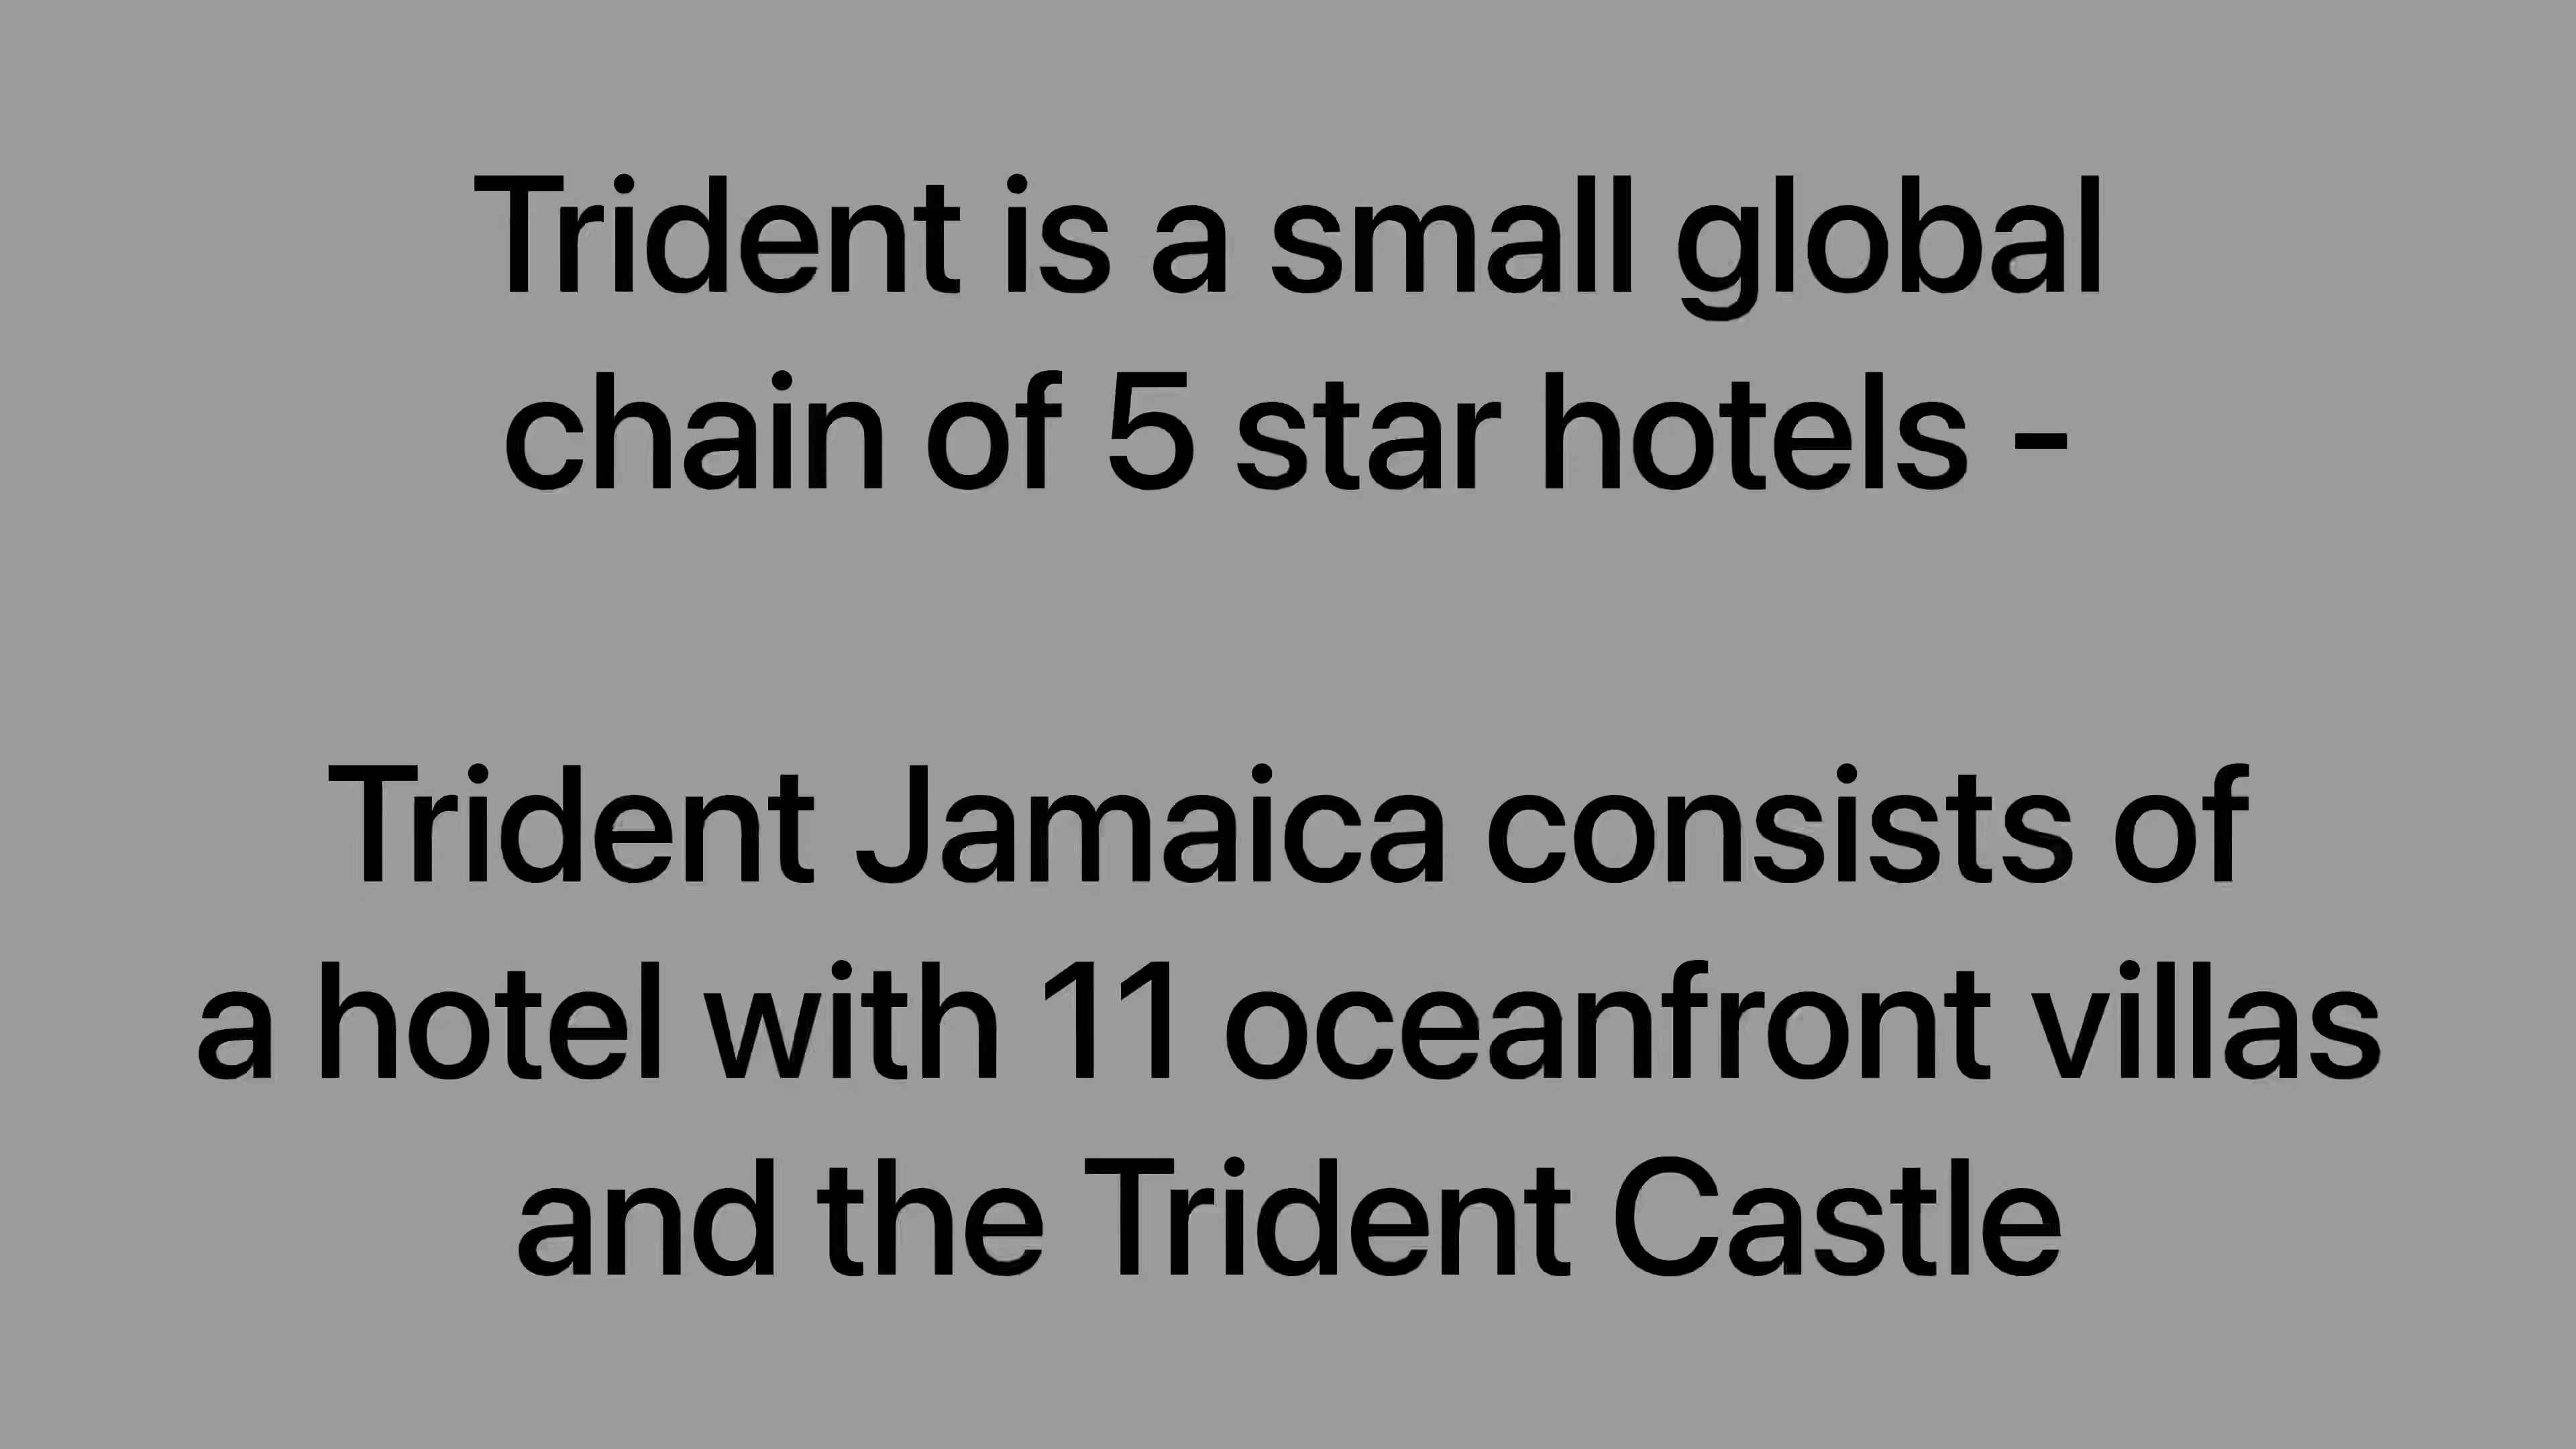 Trident is a small global
chain of 5 star hotels -
Trident Jamaica consists of
a hotel with 11 oceanfront villas
and the Trident Castle